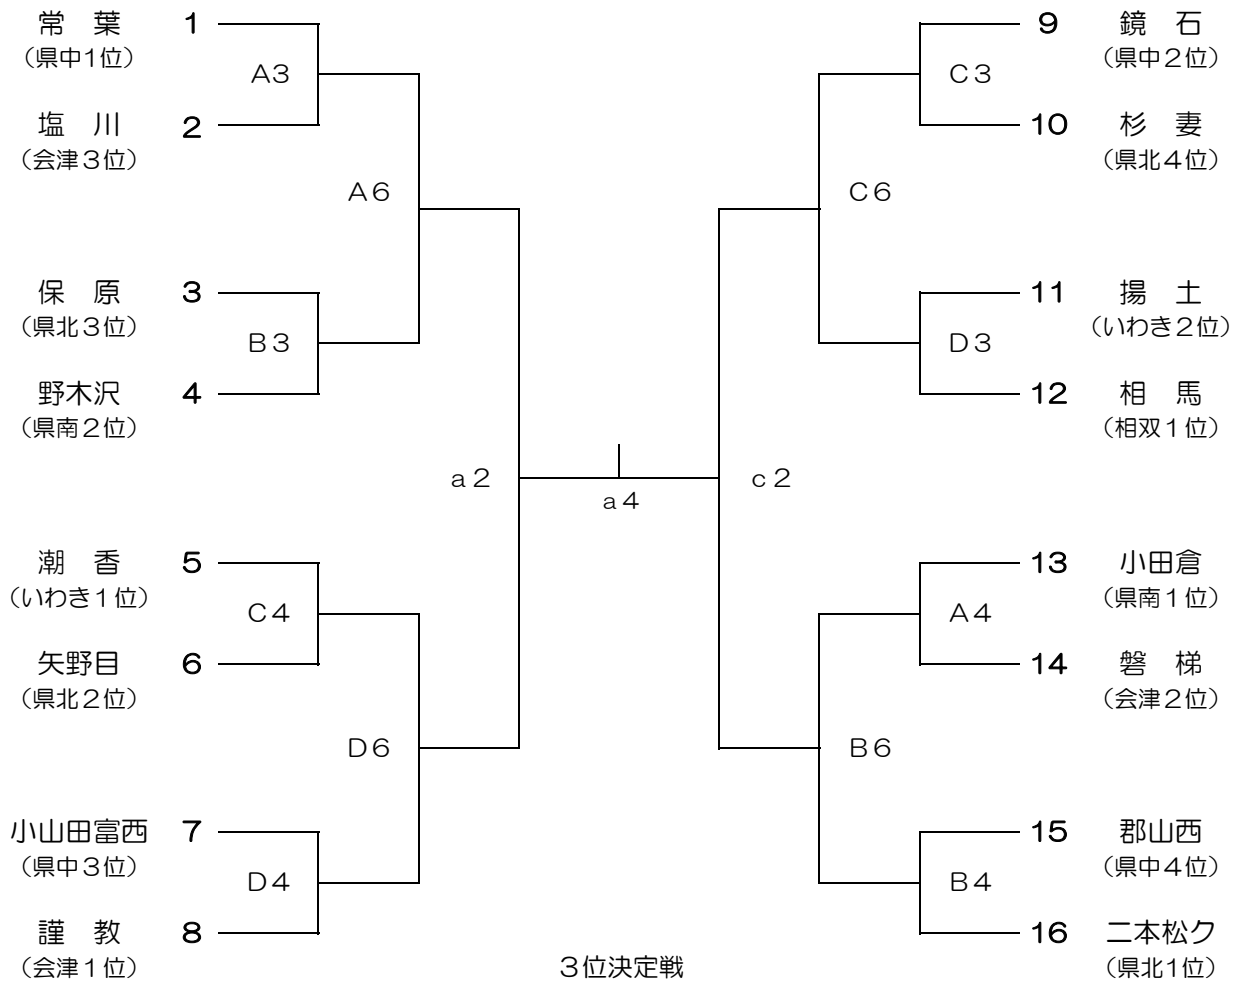 常　葉 1
（県中1位）
A3
塩　川 2
（会津３位）
A６
保　原 3
（県北３位）
B３
野木沢 4
（県南２位）
a２
潮　香 5
（いわき１位）
C４
矢野目 6
（県北２位）
D６
小山田富西 7
（県中３位）
D４
謹　教 8
（会津１位）
a４
３位決定戦
9 鏡　石
（県中２位）
C３
10 杉　妻
（県北４位）
C６
11 揚　土
（いわき２位）
D３
12 相　馬
（相双１位）
c２
13 小田倉
（県南１位）
A４
14 磐　梯
（会津２位）
B６
15 郡山西
（県中４位）
B４
16 二本松ク
（県北1位）